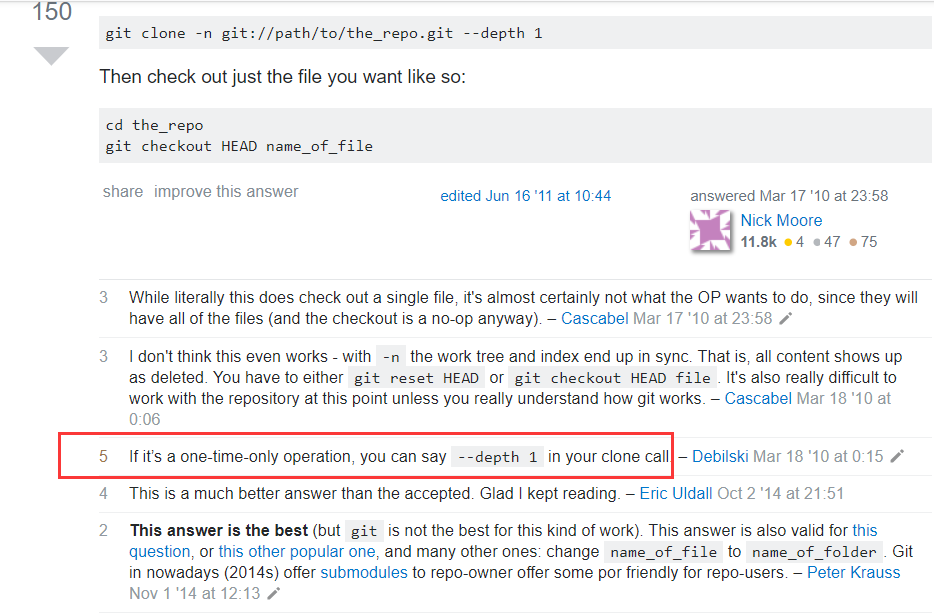 150
git clone -n git://path/to/the_repo.git --depth 1
Then check out just the file you want like so:
cd the_repo
git checkout HEAD name_of_file
share improve this answer
edited Jun 16 '11 at 10:44
answered Mar 17 '10 at 23:58
Nick Moore
11.8k ● 4 ● 47 ● 75
3 While literally this does check out a single file, it's almost certainly not what the OP wants to do, since they will
have all of the files (and the checkout is a no-op anyway). – Cascabel Mar 17 '10 at 23:58
3 I don't think this even works - with -n the work tree and index end up in sync. That is, all content shows up
as deleted. You have to either git reset HEAD or git checkout HEAD file. It's also really difficult to
work with the repository at this point unless you really understand how git works. – Cascabel Mar 18 '10 at
0:06
5 If it's a one-time-only operation, you can say --depth 1 in your clone call. – Debilski Mar 18 '10 at 0:15
4 This is a much better answer than the accepted. Glad I kept reading. – Eric Uldall Oct 2 '14 at 21:51
2 This answer is the best (but git is not the best for this kind of work). This answer is also valid for this
question, or this other popular one, and many other ones: change name_of_file to name_of_folder. Git
in nowadays (2014s) offer submodules to repo-owner offer some por friendly for repo-users. – Peter Krauss
Nov 1 '14 at 12:13